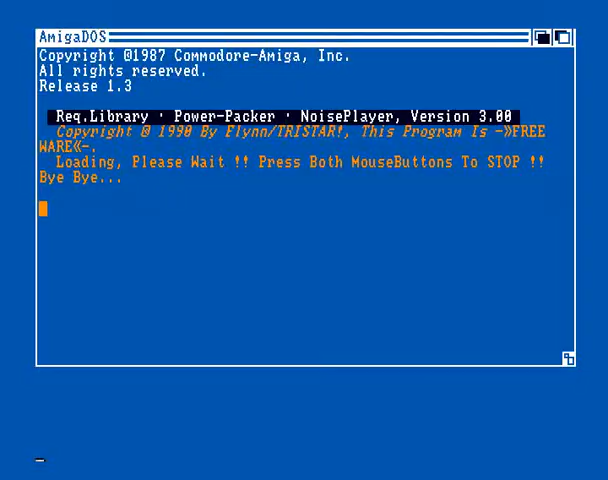 AmigaDOS
Copyright @1987 Commodore-Amiga, Inc.
All rights reserved.
Release 1.3
Req.Library · Power-Packer · NoisePlayer, Version 3.00
Copyright @ 1990 By Flynn/TRISTAR!, This Program Is -»FREE
WARE«-.
Loading, Please Wait !! Press Both MouseButtons To STOP !!
Bye Bye...